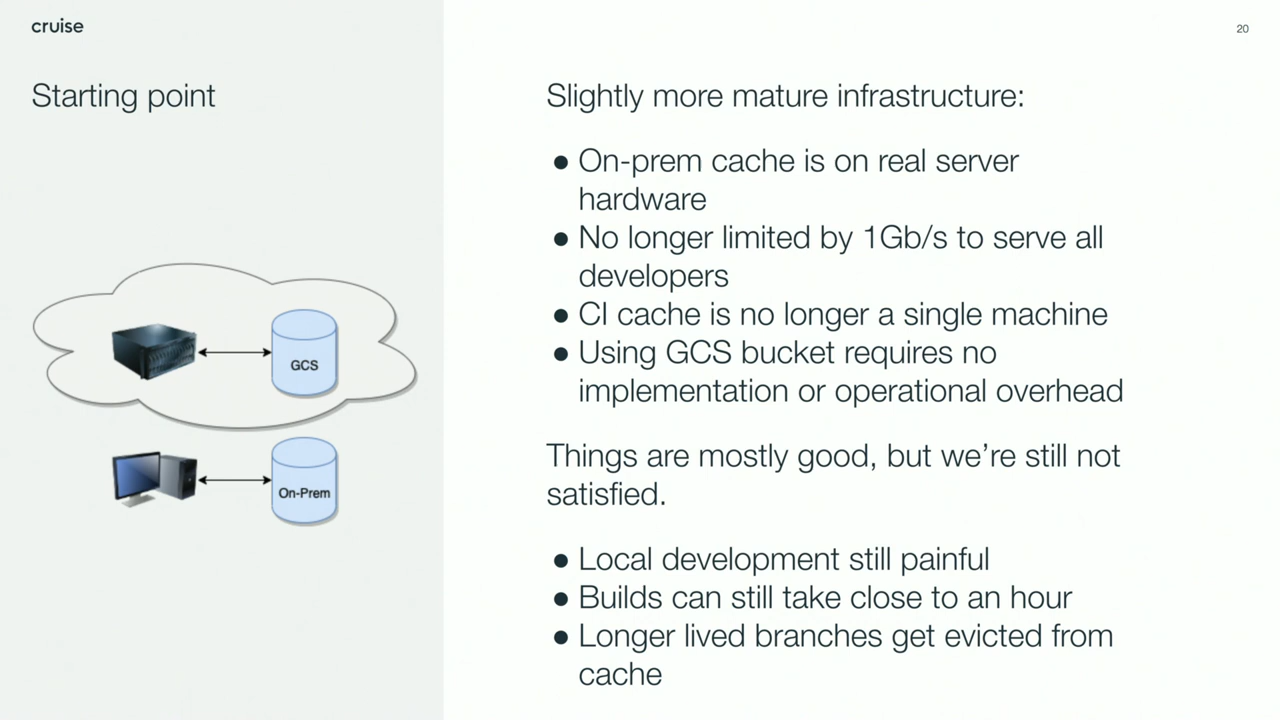 cruise
20
Starting point
GCS
On-Prem
Slightly more mature infrastructure:
● On-prem cache is on real server
hardware
● No longer limited by 1Gb/s to serve all
developers
● CI cache is no longer a single machine
● Using GCS bucket requires no
implementation or operational overhead
Things are mostly good, but we're still not
satisfied.
● Local development still painful
● Builds can still take close to an hour
● Longer lived branches get evicted from
cache